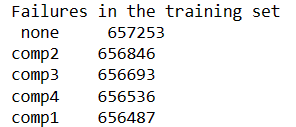 Failures in the training set
none 657253
comp2 656846
comp3 656693
comp4 656536
comp1 656487